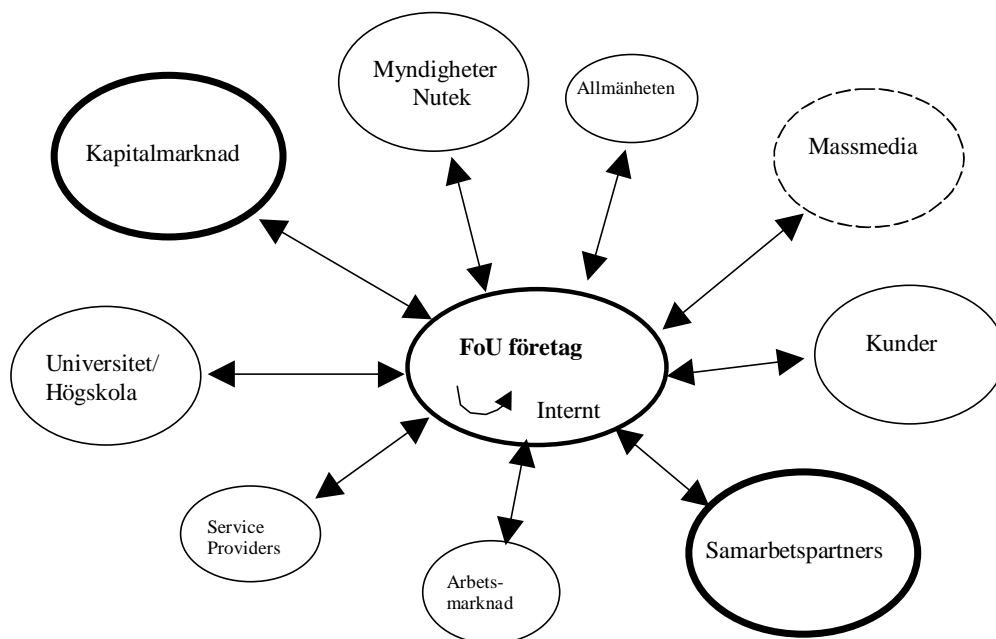 Myndigheter
Nutek
Allmänheten
Kapitalmarknad
Massmedia
FoU företag
Internt
Universitet/
Högskola
Kunder
Service
Providers
Arbets-
marknad
Samarbetspartners